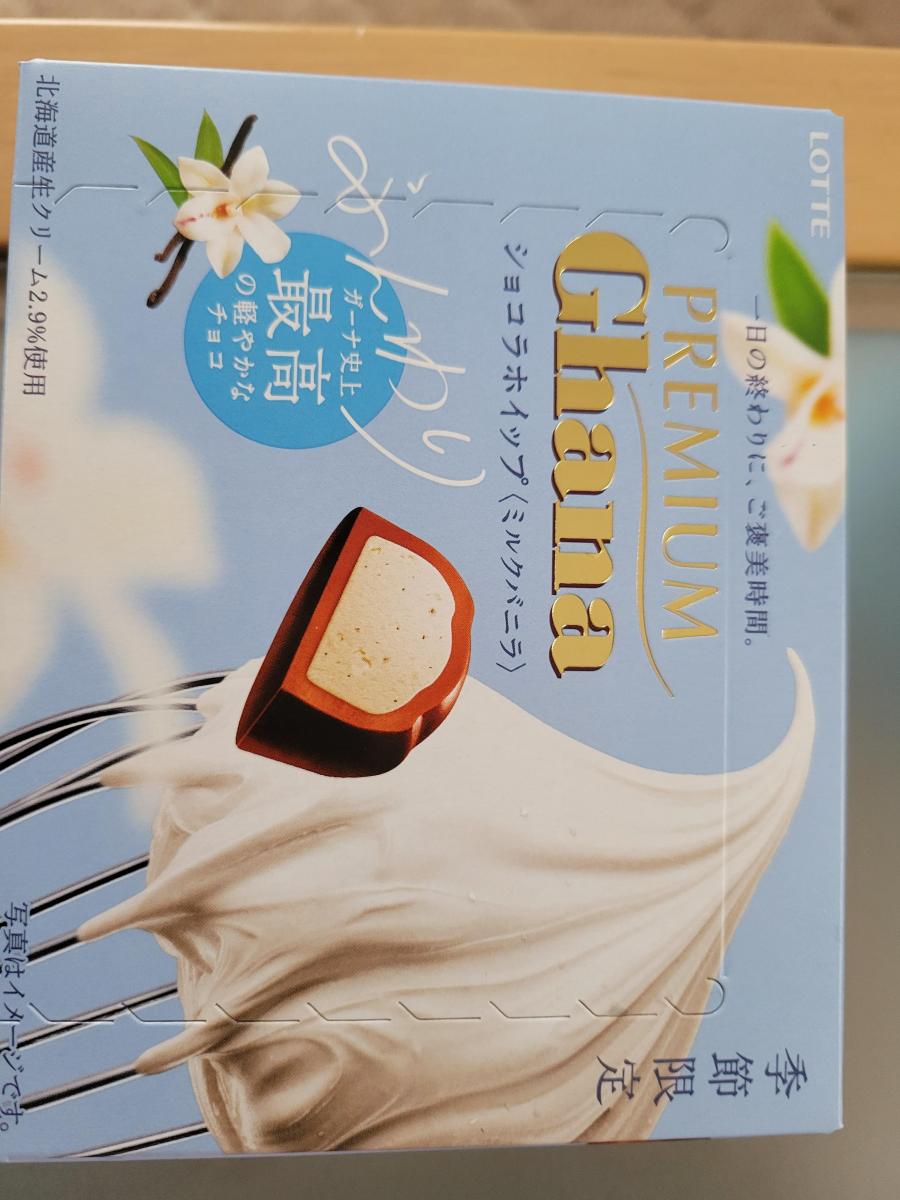 LOTTE
一日の終わりに、ご褒美時間。
PREMIUM
Ghana
ショコラホイップ〈ミルクバニラ〉
ふんわり
ガーナ史上
最高
の軽やかな
チョコ
季節
限定
北海道産生クリーム2.9%使用
写真はイメージです。